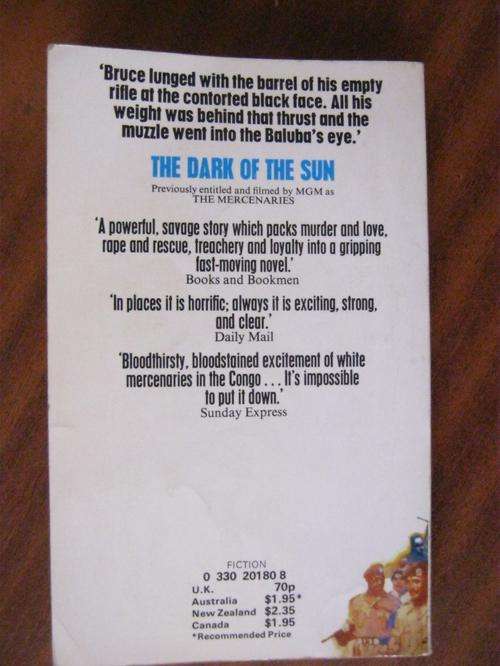 'Bruce lunged with the barrel of his empty
rifle at the contorted black face. All his
weight was behind that thrust and the
muzzle went into the Baluba's eye.'
THE DARK OF THE SUN
Previously entitled and filmed by MGM as
THE MERCENARIES
'A powerful, savage story which packs murder and love,
rape and rescue, treachery and loyalty into a gripping
fast-moving novel.'
Books and Bookmen
'In places it is horrific; always it is exciting, strong,
and clear.'
Daily Mail
'Bloodthirsty, bloodstained excitement of white
mercenaries in the Congo . . . It's impossible
to put it down.'
Sunday Express
FICTION
0 330 20180 8
U.K. 70p
Australia $1.95*
New Zealand $2.35
Canada $1.95
*Recommended Price